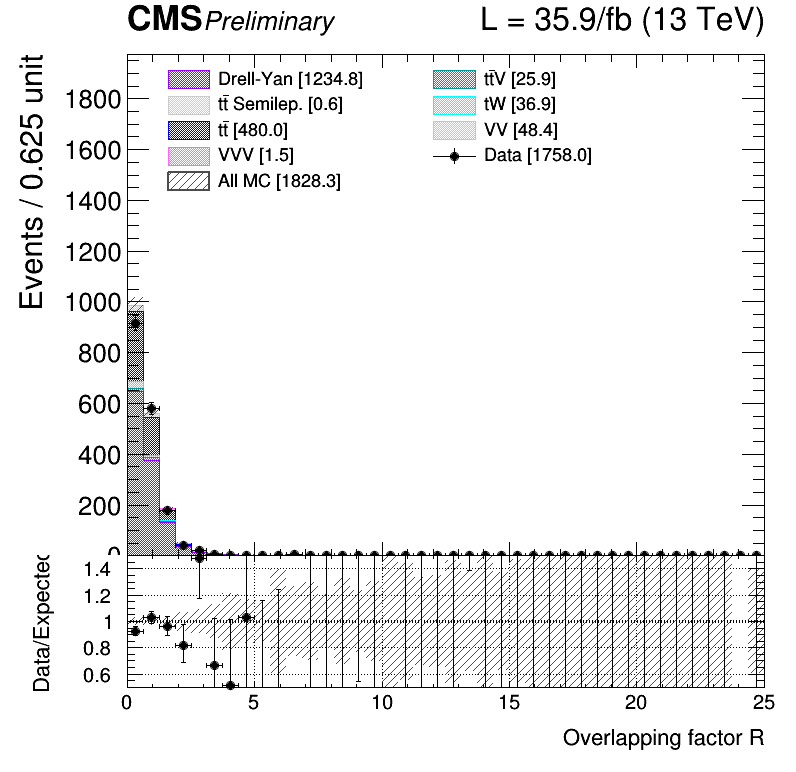 CMS Preliminary L = 35.9/fb (13 TeV)
Events / 0.625 unit
Drell-Yan [1234.8]
tt̄ Semilep. [0.6]
tt̄ [480.0]
VVV [1.5]
All MC [1828.3]
tt̄V [25.9]
tW [36.9]
VV [48.4]
Data [1758.0]
1800
1600
1400
1200
1000
800
600
400
200
0
Data/Expected
1.4
1.2
1
0.8
0.6
0 5 10 15 20 25
Overlapping factor R